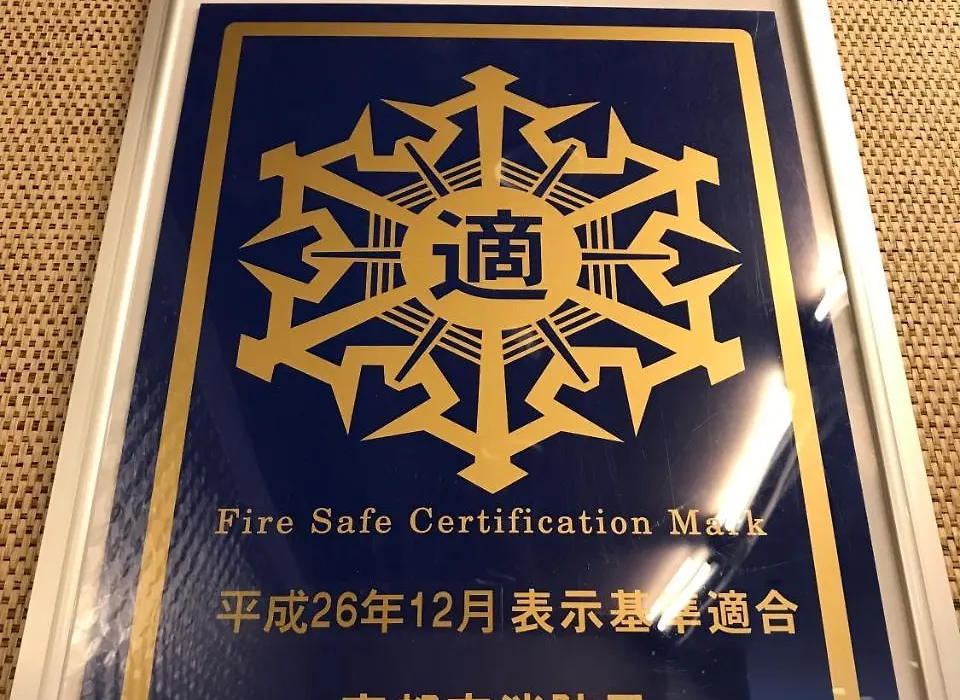 適
Fire Safe Certification Mark
平成26年12月 表示基準適合